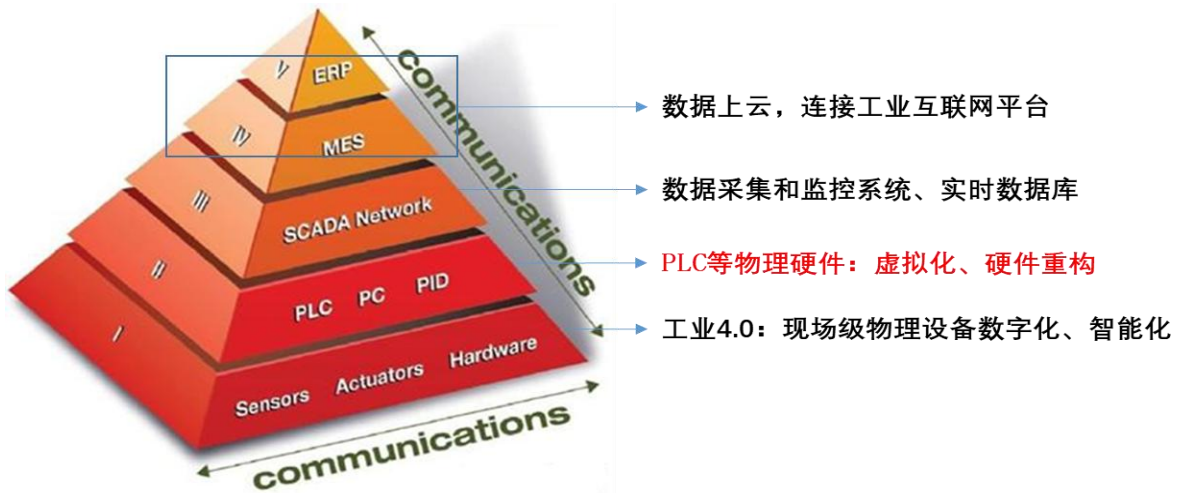 V
ERP
communications
数据上云，连接工业互联网平台
IV
MES
III
SCADA Network
数据采集和监控系统、实时数据库
II
PLC PC PID
PLC等物理硬件：虚拟化、硬件重构
I
Sensors Actuators Hardware
工业4.0：现场级物理设备数字化、智能化
communications